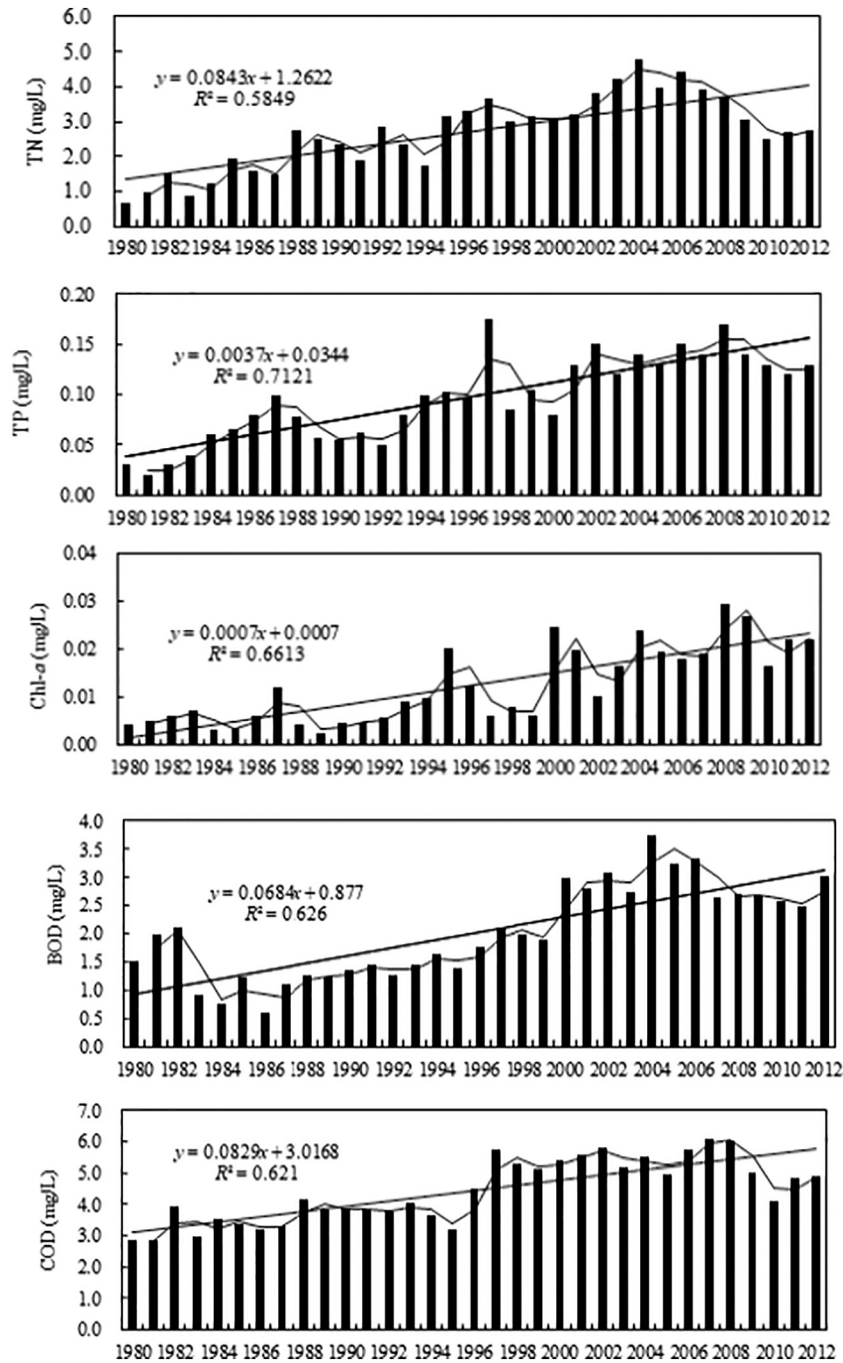 6.0
5.0
4.0
3.0
2.0
1.0
0.0
TN (mg/L)
y = 0.0843x + 1.2622
R² = 0.5849
1980 1982 1984 1986 1988 1990 1992 1994 1996 1998 2000 2002 2004 2006 2008 2010 2012
0.20
0.15
0.10
0.05
0.00
TP (mg/L)
y = 0.0037x + 0.0344
R² = 0.7121
1980 1982 1984 1986 1988 1990 1992 1994 1996 1998 2000 2002 2004 2006 2008 2010 2012
0.04
0.03
0.02
0.01
0.00
Chl-a (mg/L)
y = 0.0007x + 0.0007
R² = 0.6613
1980 1982 1984 1986 1988 1990 1992 1994 1996 1998 2000 2002 2004 2006 2008 2010 2012
4.0
3.5
3.0
2.5
2.0
1.5
1.0
0.5
0.0
BOD (mg/L)
y = 0.0684x + 0.877
R² = 0.626
1980 1982 1984 1986 1988 1990 1992 1994 1996 1998 2000 2002 2004 2006 2008 2010 2012
7.0
6.0
5.0
4.0
3.0
2.0
1.0
0.0
COD (mg/L)
y = 0.0829x + 3.0168
R² = 0.621
1980 1982 1984 1986 1988 1990 1992 1994 1996 1998 2000 2002 2004 2006 2008 2010 2012